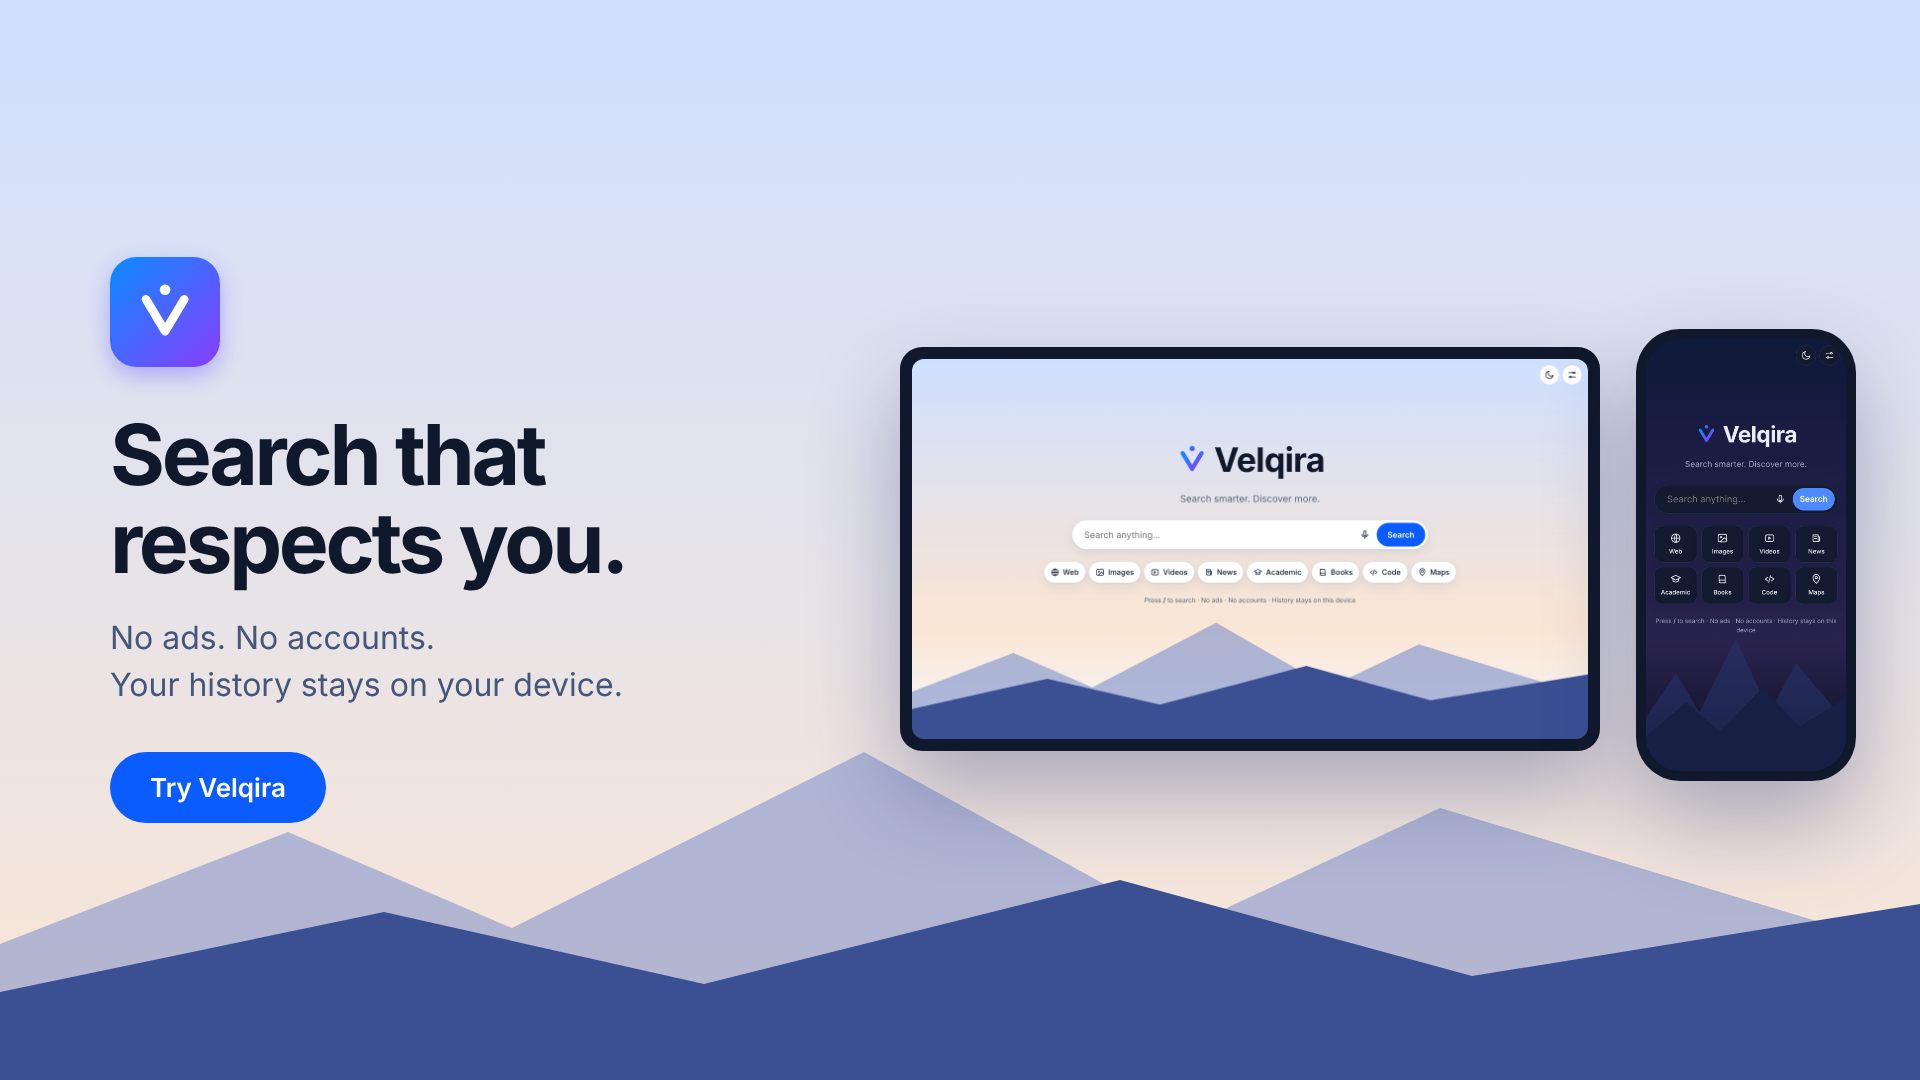 Search that
respects you.
No ads. No accounts.
Your history stays on your device.
Try Velqira
Velqira
Search smarter. Discover more.
Search anything... Search
Web Images Videos News Academic Books Code Maps
Press / to search · No ads · No accounts · History stays on this device
Velqira
Search smarter. Discover more.
Search anything... Search
Web Images Videos News
Academic Books Code Maps
Press / to search · No ads · No accounts · History stays on this
device